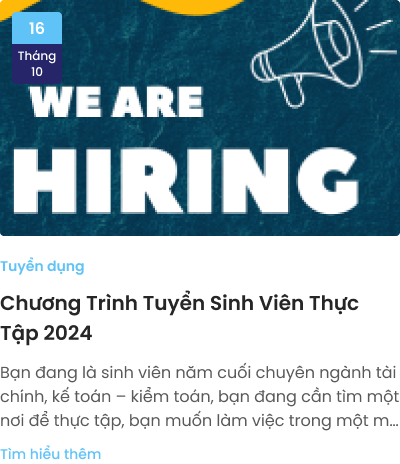 16
Tháng
10
WE ARE
HIRING
Tuyển dụng
Chương Trình Tuyển Sinh Viên Thực
Tập 2024
Bạn đang là sinh viên năm cuối chuyên ngành tài
chính, kế toán – kiểm toán, bạn đang cần tìm một
nơi để thực tập, bạn muốn làm việc trong một m...
Tìm hiểu thêm